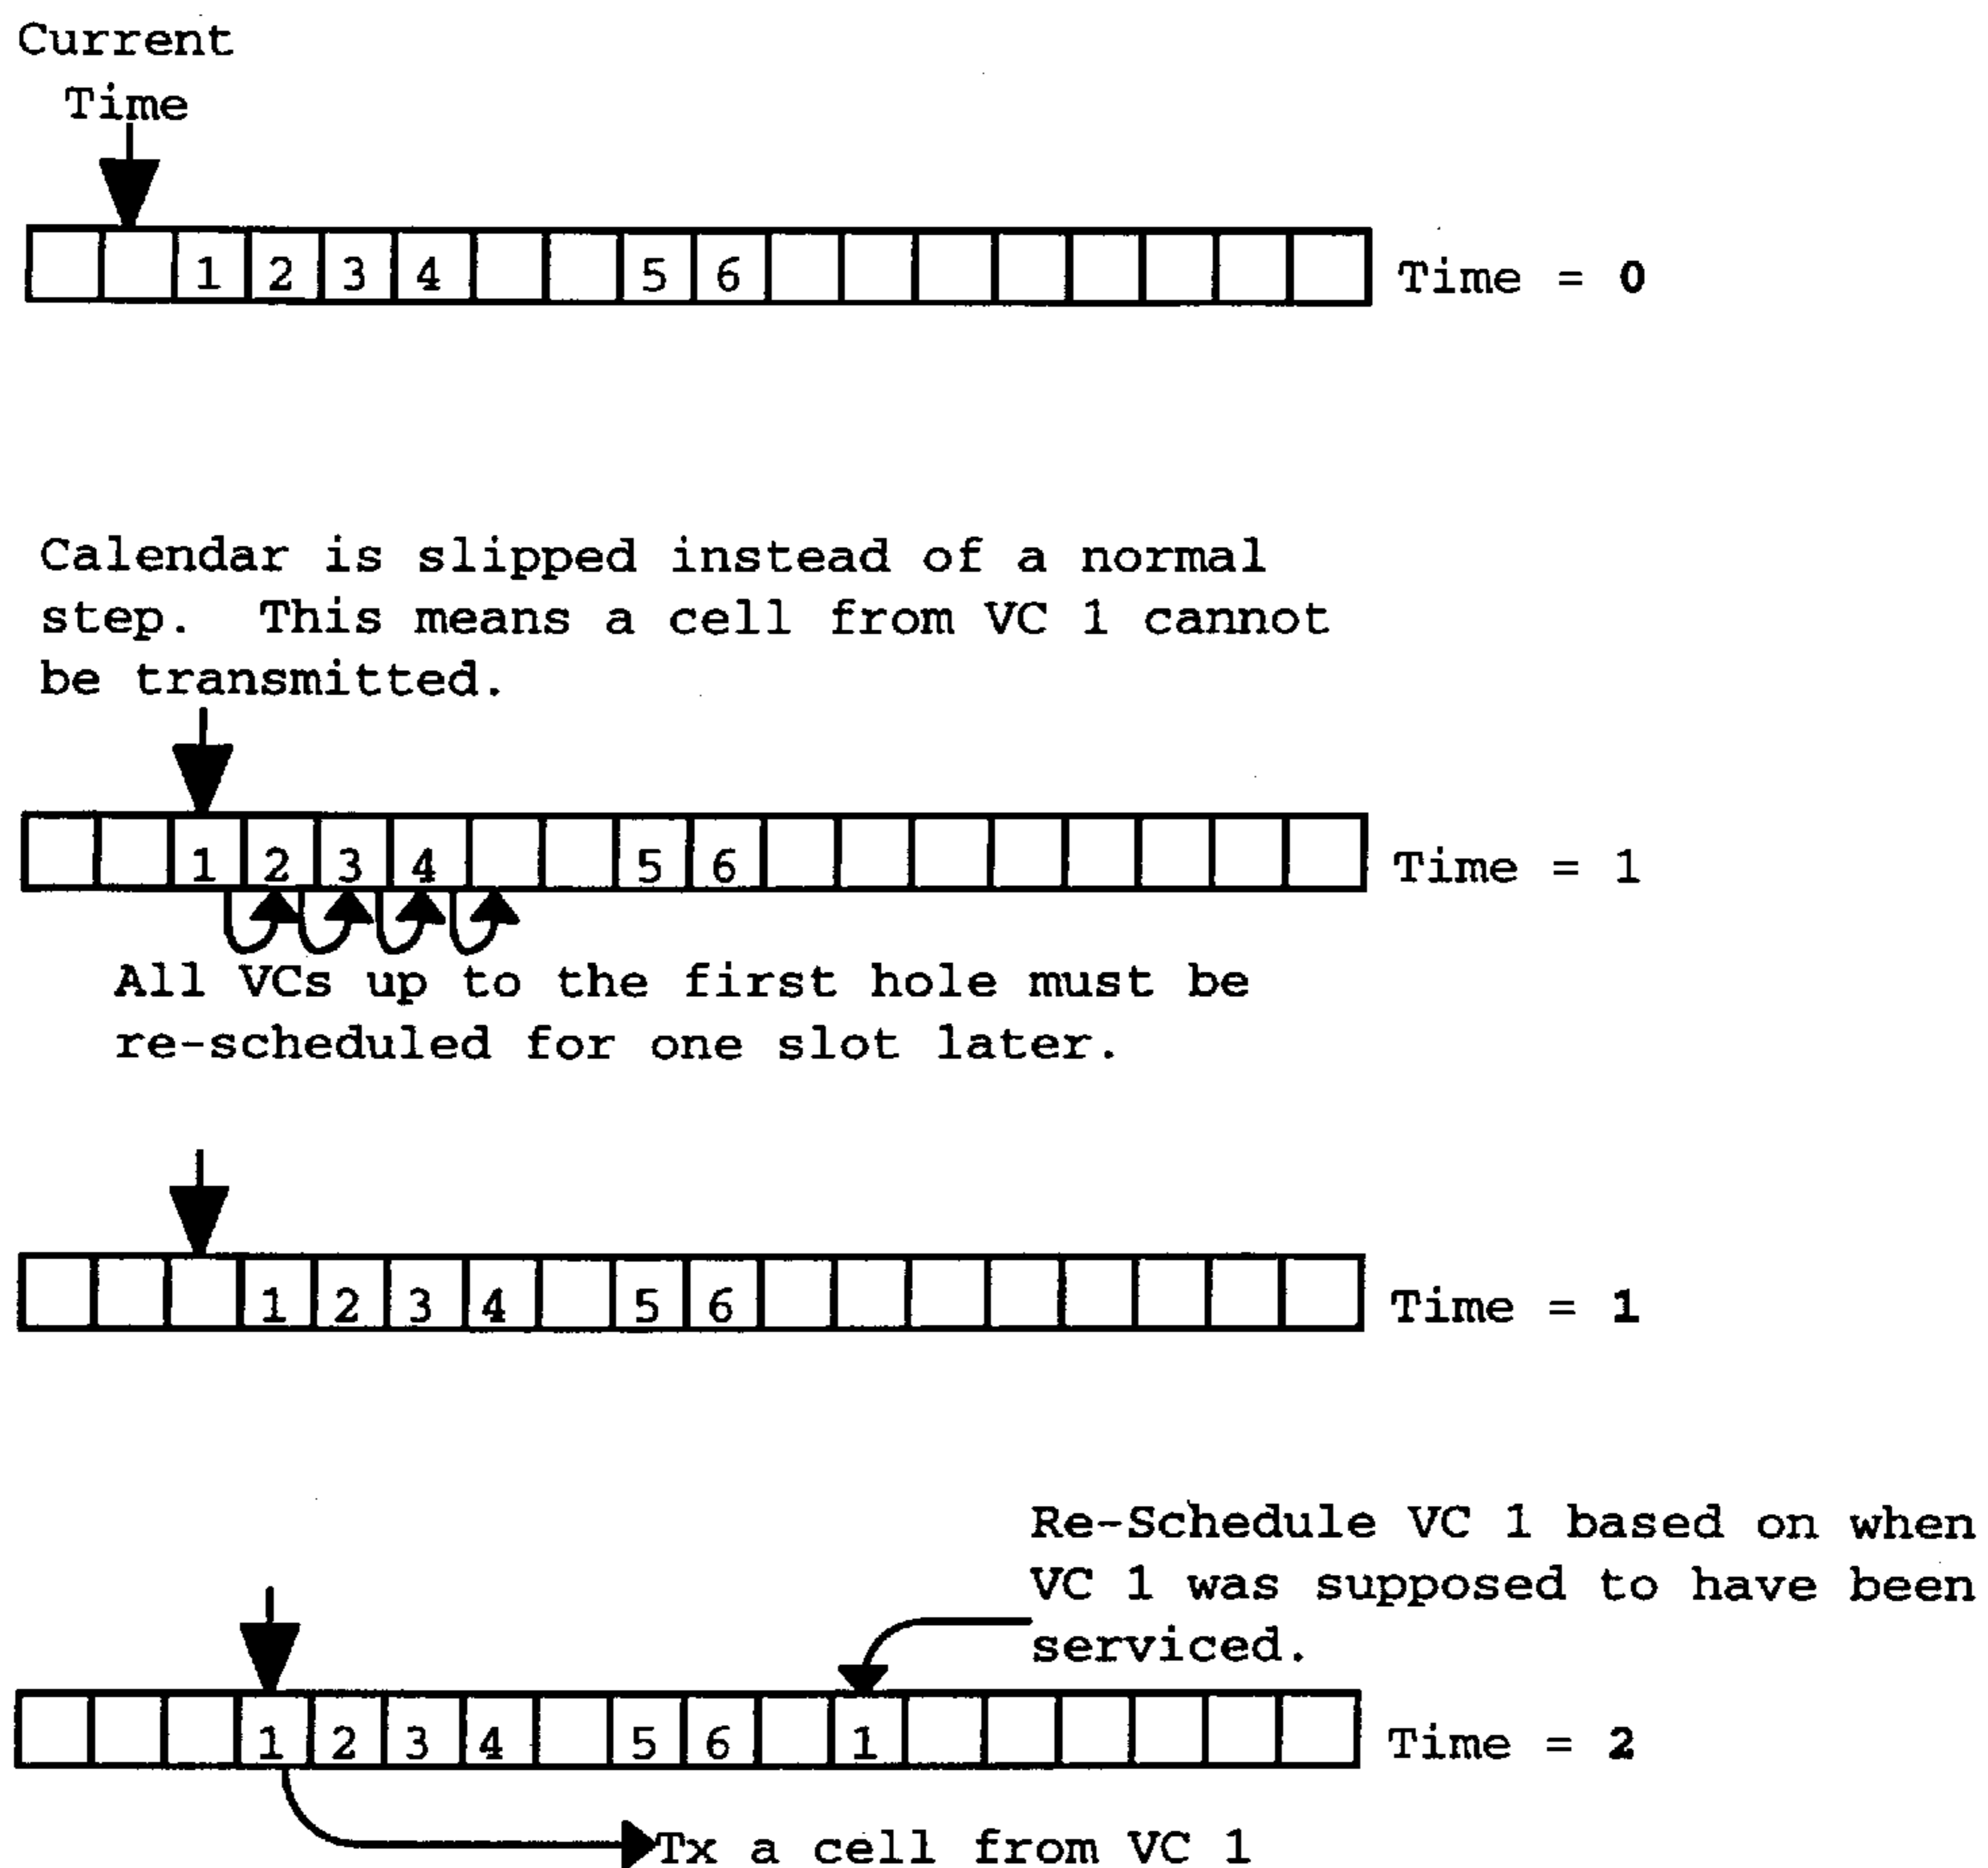 Current
Time
1 2 3 4 5 6
Time = 0
Calendar is slipped instead of a normal
step. This means a cell from VC 1 cannot
be transmitted.
1 2 3 4 5 6
Time = 1
All VCs up to the first hole must be
re-scheduled for one slot later.
1 2 3 4 5 6
Time = 1
Re-Schedule VC 1 based on when
VC 1 was supposed to have been
serviced.
1 2 3 4 5 6 1
Time = 2
Tx a cell from VC 1